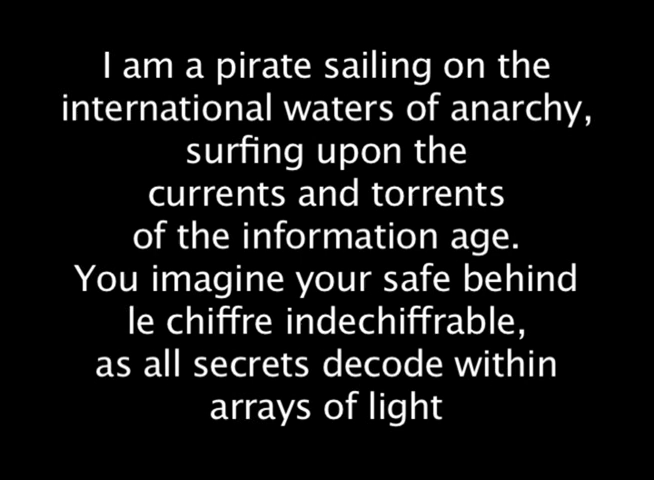 I am a pirate sailing on the
international waters of anarchy,
surfing upon the
currents and torrents
of the information age.
You imagine your safe behind
le chiffre indechiffrable,
as all secrets decode within
arrays of light